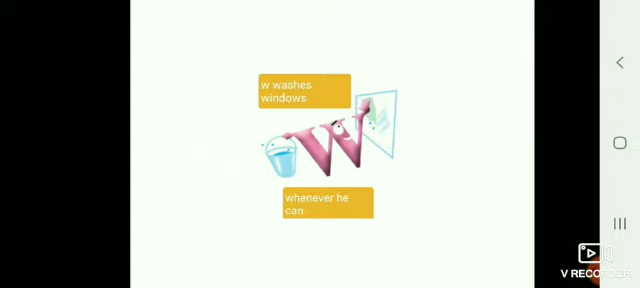 w washes
windows
W
whenever he
can
V RECORDER